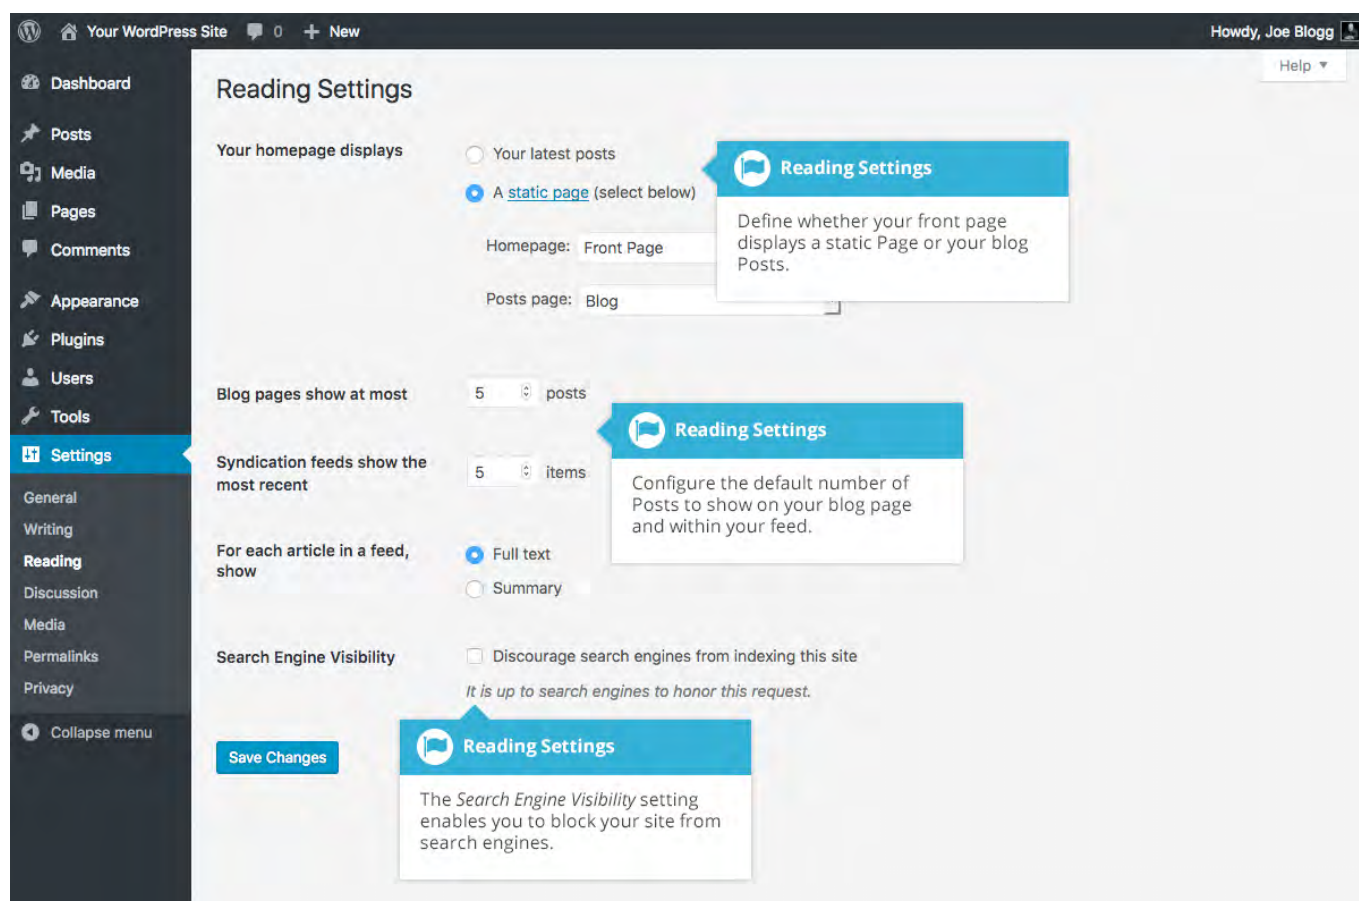 Your WordPress Site 0 + New Howdy, Joe Blogg
Help ▼
Dashboard
Posts
Media
Pages
Comments
Appearance
Plugins
Users
Tools
Settings
General
Writing
Reading
Discussion
Media
Permalinks
Privacy
Collapse menu
Reading Settings
Your homepage displays
Your latest posts
A static page (select below)
Homepage: Front Page
Posts page: Blog
Reading Settings
Define whether your front page
displays a static Page or your blog
Posts.
Blog pages show at most 5 posts
Syndication feeds show the
most recent
5 items
Reading Settings
Configure the default number of
Posts to show on your blog page
and within your feed.
For each article in a feed,
show
Full text
Summary
Search Engine Visibility Discourage search engines from indexing this site
It is up to search engines to honor this request.
Save Changes
Reading Settings
The Search Engine Visibility setting
enables you to block your site from
search engines.